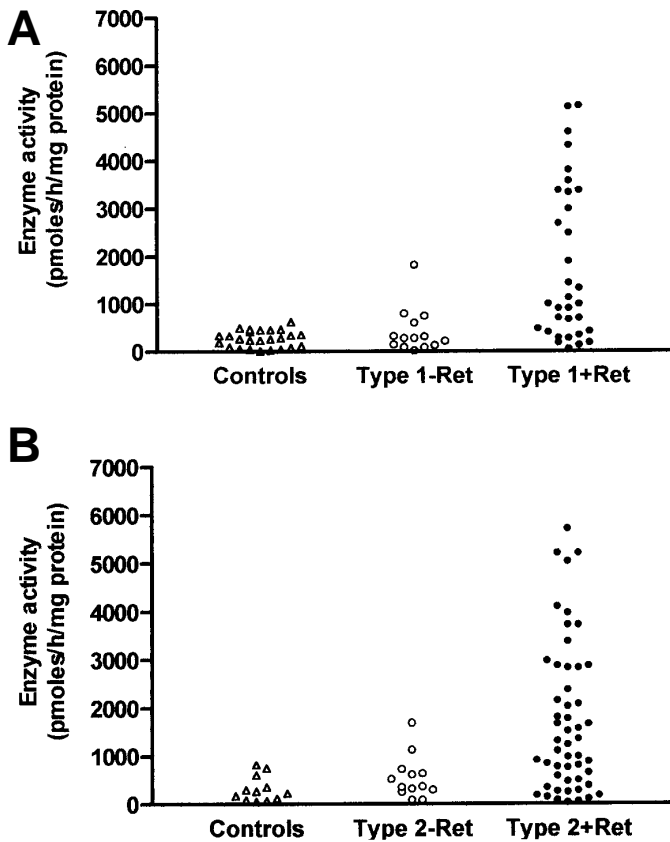 A
Enzyme activity
(pmoles/h/mg protein)
7000
6000
5000
4000
3000
2000
1000
0
Controls Type 1-Ret Type 1+Ret
B
Enzyme activity
(pmoles/h/mg protein)
7000
6000
5000
4000
3000
2000
1000
0
Controls Type 2-Ret Type 2+Ret